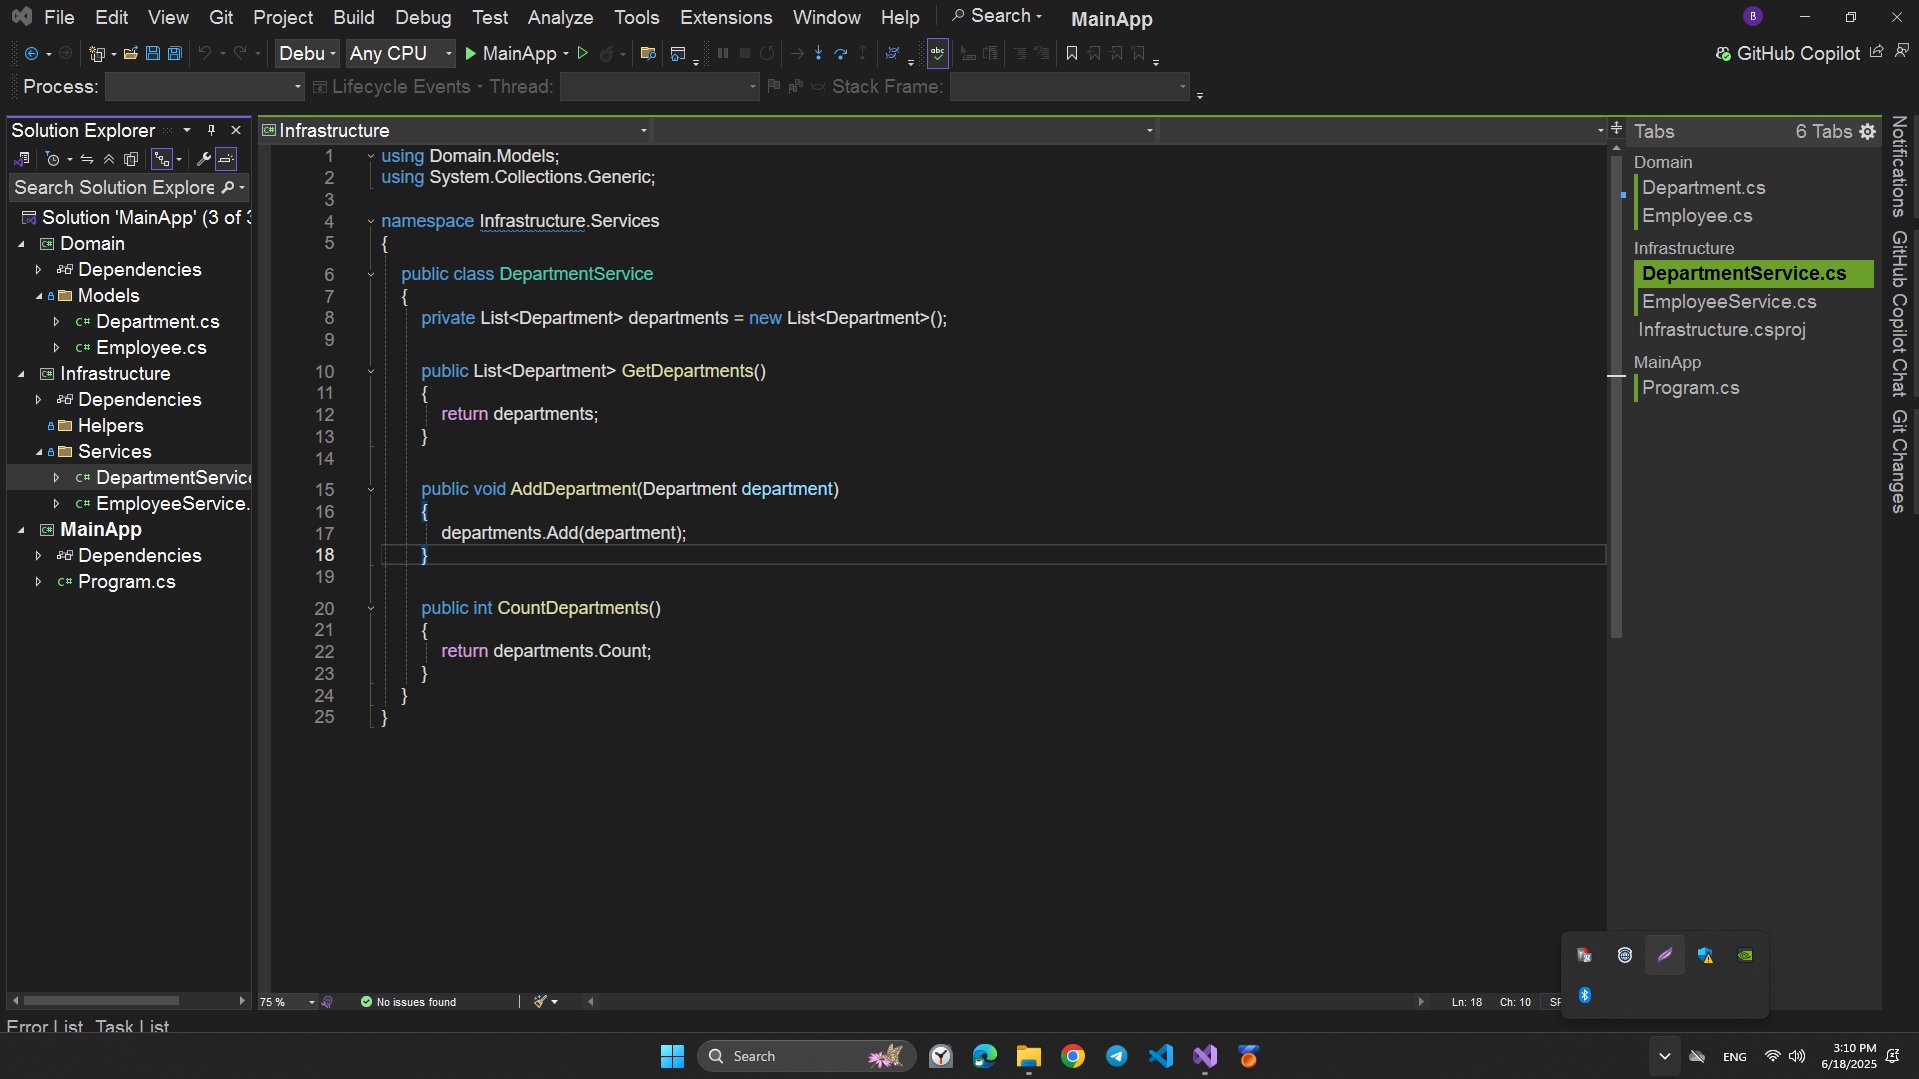 File Edit View Git Project Build Debug Test Analyze Tools Extensions Window Help Search MainApp
Debu Any CPU MainApp GitHub Copilot
Process: Lifecycle Events Thread: Stack Frame:
Solution Explorer
Search Solution Explore
Solution 'MainApp' (3 of 3
Domain
Dependencies
Models
C# Department.cs
C# Employee.cs
Infrastructure
Dependencies
Helpers
Services
C# DepartmentService
C# EmployeeService.
MainApp
Dependencies
C# Program.cs
Infrastructure
1 using Domain.Models;
2 using System.Collections.Generic;
3
4 namespace Infrastructure.Services
5 {
6 public class DepartmentService
7 {
8 private List<Department> departments = new List<Department>();
9
10 public List<Department> GetDepartments()
11 {
12 return departments;
13 }
14
15 public void AddDepartment(Department department)
16 {
17 departments.Add(department);
18 }
19
20 public int CountDepartments()
21 {
22 return departments.Count;
23 }
24 }
25 }
75 % No issues found Ln: 18 Ch: 10 SP
Tabs 6 Tabs
Domain
Department.cs
Employee.cs
Infrastructure
DepartmentService.cs
EmployeeService.cs
Infrastructure.csproj
MainApp
Program.cs
Notifications
GitHub Copilot Chat
Git Changes
Error List Task List
Search
ENG
3:10 PM
6/18/2025